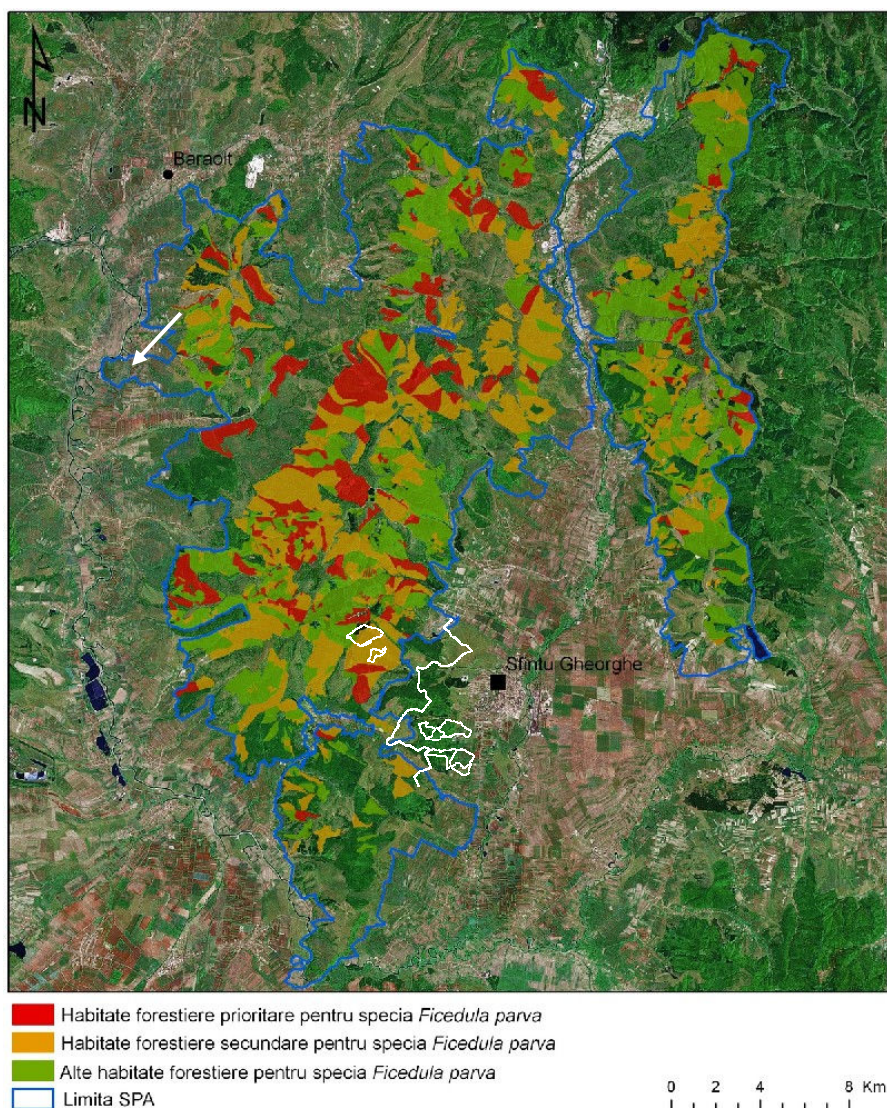 N
Baraolt
Sfintu Gheorghe
Habitate forestiere prioritare pentru specia Ficedula parva
Habitate forestiere secundare pentru specia Ficedula parva
Alte habitate forestiere pentru specia Ficedula parva
Limita SPA
0 2 4 8 Km